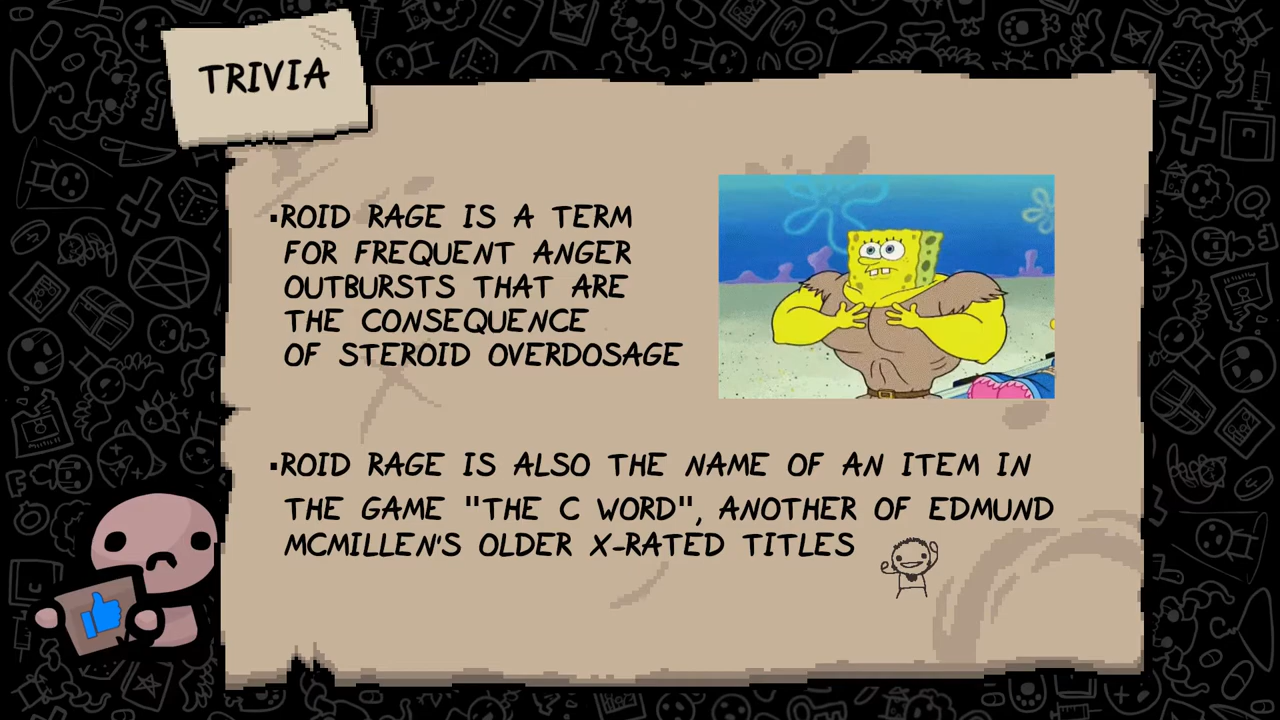 TRIVIA
▪ROID RAGE IS A TERM
FOR FREQUENT ANGER
OUTBURSTS THAT ARE
THE CONSEQUENCE
OF STEROID OVERDOSAGE
▪ROID RAGE IS ALSO THE NAME OF AN ITEM IN
THE GAME "THE C WORD", ANOTHER OF EDMUND
MCMILLEN'S OLDER X-RATED TITLES